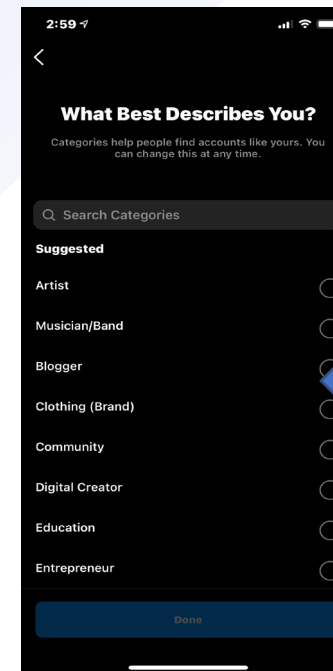 2:59
What Best Describes You?
Categories help people find accounts like yours. You
can change this at any time.
Search Categories
Suggested
Artist
Musician/Band
Blogger
Clothing (Brand)
Community
Digital Creator
Education
Entrepreneur
Done